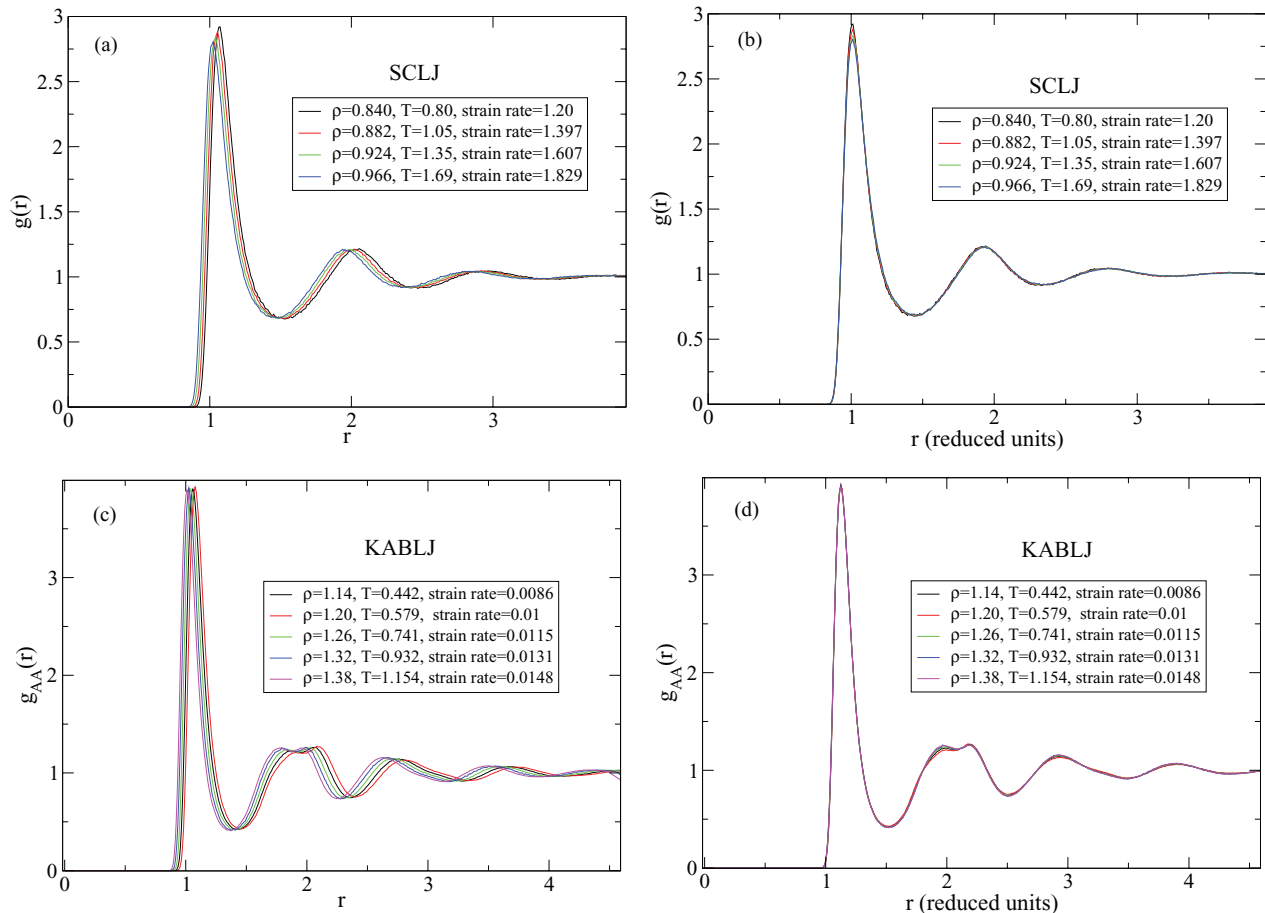 (a)
SCLJ
ρ=0.840, T=0.80, strain rate=1.20
ρ=0.882, T=1.05, strain rate=1.397
ρ=0.924, T=1.35, strain rate=1.607
ρ=0.966, T=1.69, strain rate=1.829
g(r)
3
2.5
2
1.5
1
0.5
0
0 1 2 3
r
(b)
SCLJ
ρ=0.840, T=0.80, strain rate=1.20
ρ=0.882, T=1.05, strain rate=1.397
ρ=0.924, T=1.35, strain rate=1.607
ρ=0.966, T=1.69, strain rate=1.829
g(r)
3
2.5
2
1.5
1
0.5
0
0 1 2 3
r (reduced units)
(c)
KABLJ
ρ=1.14, T=0.442, strain rate=0.0086
ρ=1.20, T=0.579, strain rate=0.01
ρ=1.26, T=0.741, strain rate=0.0115
ρ=1.32, T=0.932, strain rate=0.0131
ρ=1.38, T=1.154, strain rate=0.0148
g_AA(r)
3
2
1
0
0 1 2 3 4
r
(d)
KABLJ
ρ=1.14, T=0.442, strain rate=0.0086
ρ=1.20, T=0.579, strain rate=0.01
ρ=1.26, T=0.741, strain rate=0.0115
ρ=1.32, T=0.932, strain rate=0.0131
ρ=1.38, T=1.154, strain rate=0.0148
g_AA(r)
3
2
1
0
0 1 2 3 4
r (reduced units)